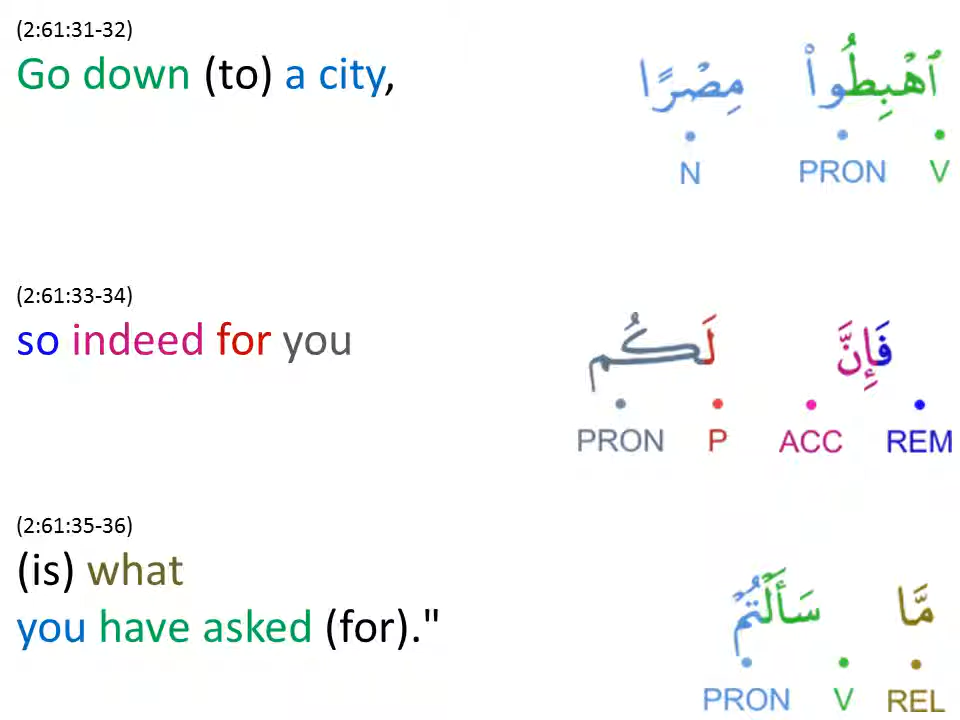 (2:61:31-32)
Go down (to) a city,
ٱهْبِطُوا۟ مِصْرًا
N PRON V
(2:61:33-34)
so indeed for you
فَإِنَّ لَكُم
PRON P ACC REM
(2:61:35-36)
(is) what
you have asked (for)."
مَّا سَأَلْتُمْ
PRON V REL